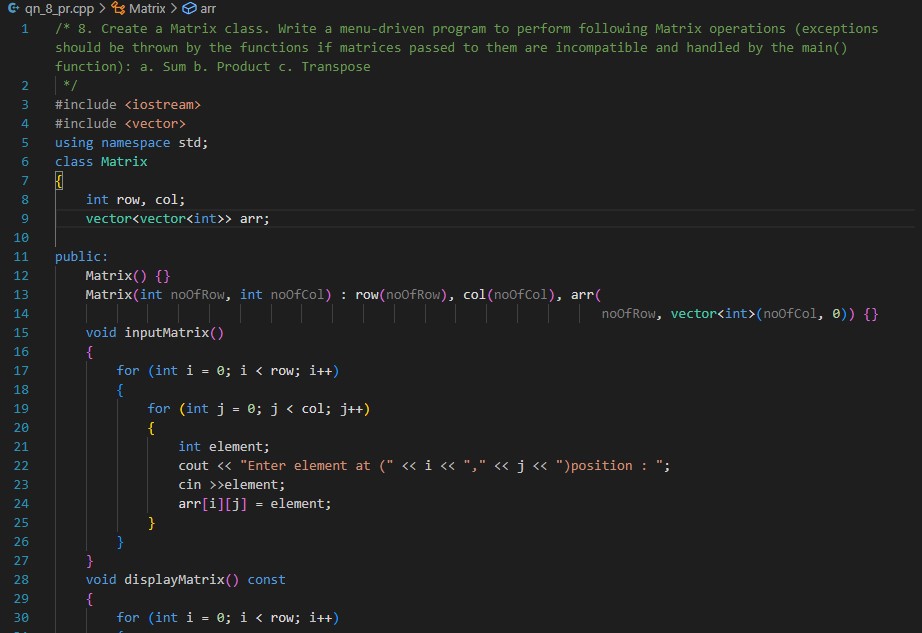 qn_8_pr.cpp > Matrix > arr
1 /* 8. Create a Matrix class. Write a menu-driven program to perform following Matrix operations (exceptions
should be thrown by the functions if matrices passed to them are incompatible and handled by the main()
function): a. Sum b. Product c. Transpose
2 */
3 #include <iostream>
4 #include <vector>
5 using namespace std;
6 class Matrix
7 {
8     int row, col;
9     vector<vector<int>> arr;
10
11 public:
12     Matrix() {}
13     Matrix(int noOfRow, int noOfCol) : row(noOfRow), col(noOfCol), arr(
14                                                                        noOfRow, vector<int>(noOfCol, 0)) {}
15     void inputMatrix()
16     {
17         for (int i = 0; i < row; i++)
18         {
19             for (int j = 0; j < col; j++)
20             {
21                 int element;
22                 cout << "Enter element at (" << i << "," << j << ")position : ";
23                 cin >>element;
24                 arr[i][j] = element;
25             }
26         }
27     }
28     void displayMatrix() const
29     {
30         for (int i = 0; i < row; i++)